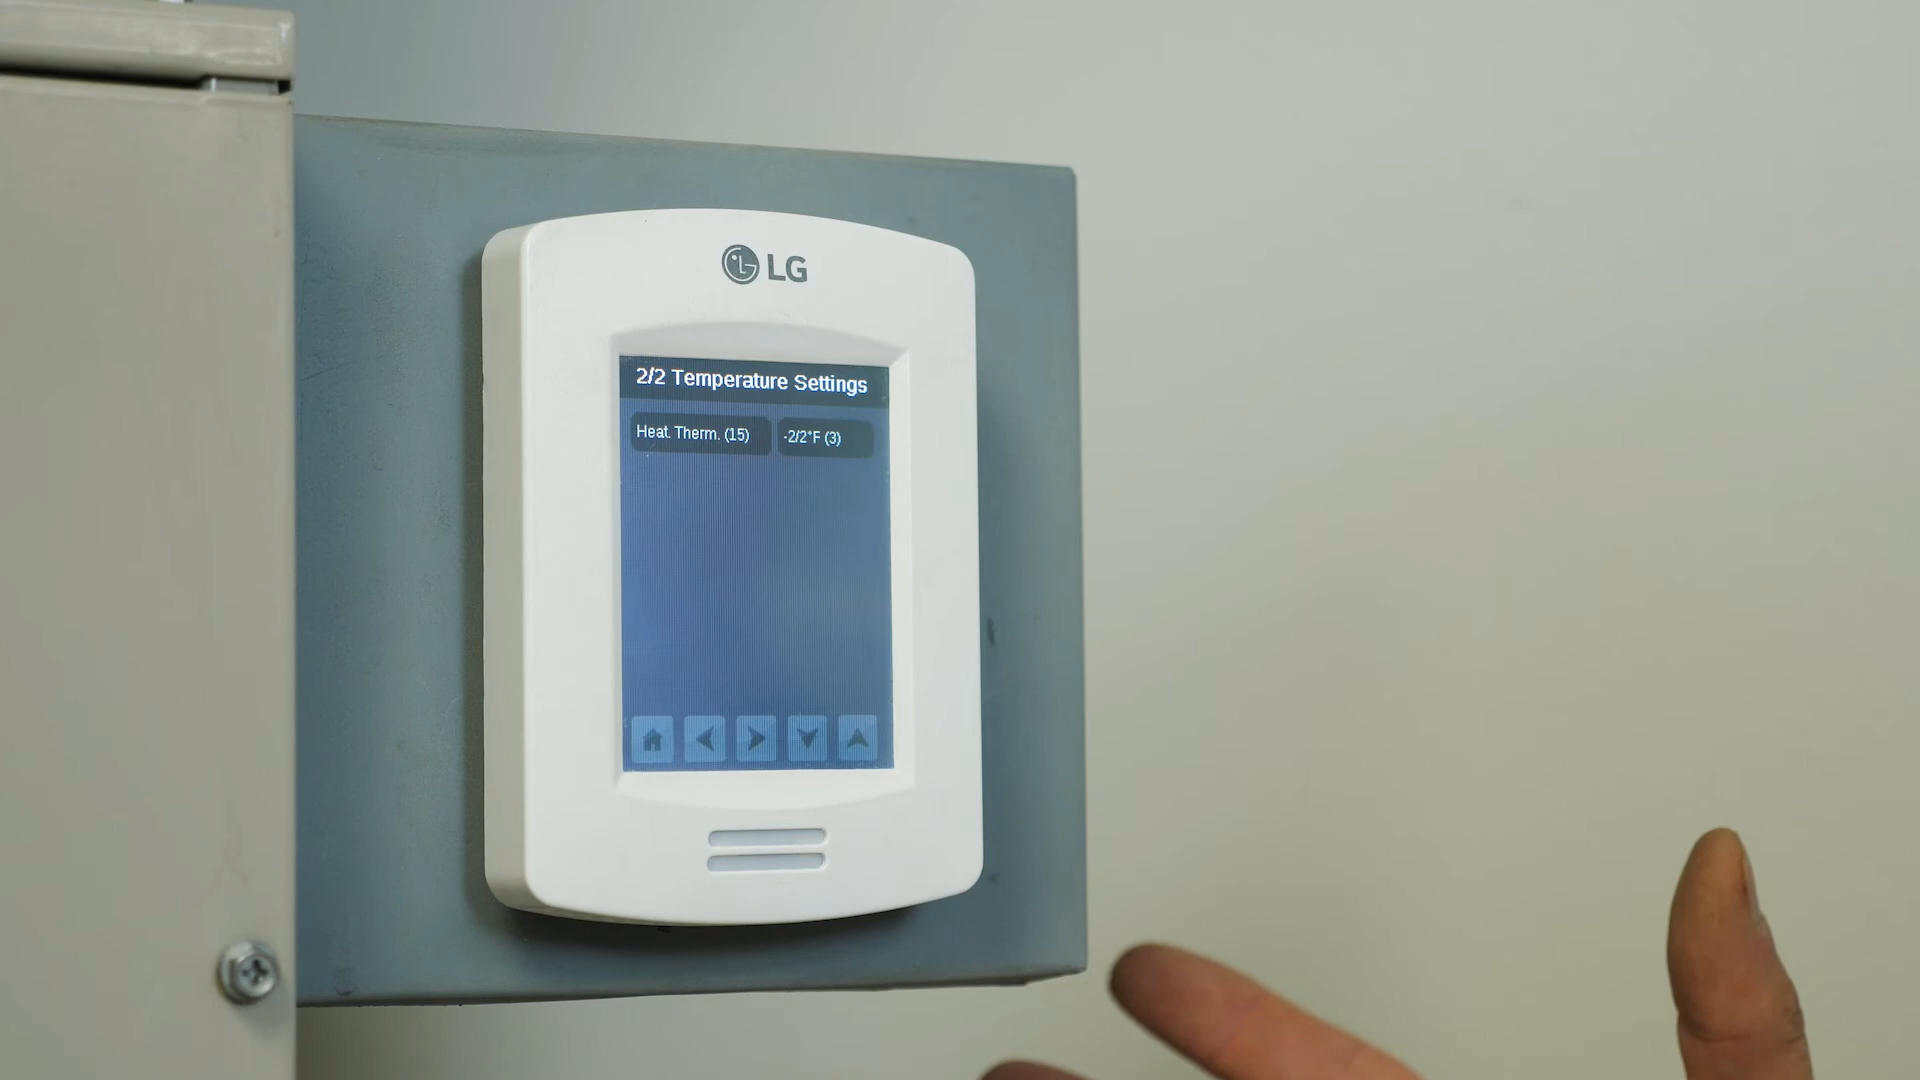 LG
2/2 Temperature Settings
Heat. Therm. (15) -2/2°F (3)